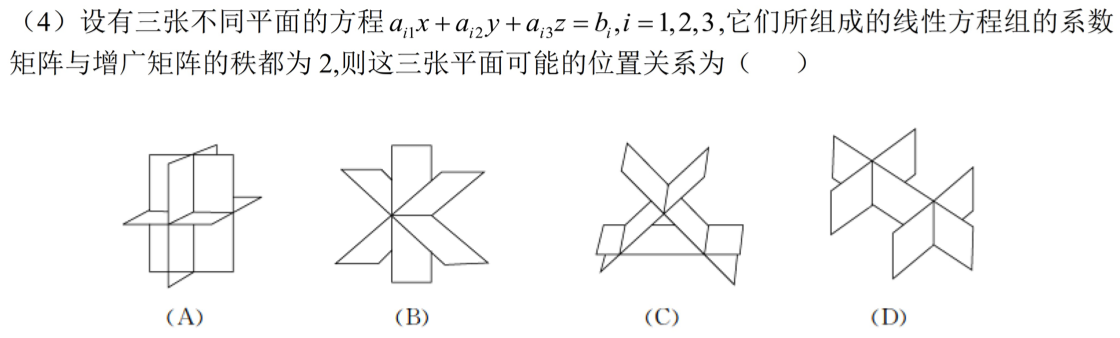 （4）设有三张不同平面的方程 $a_{i1}x+a_{i2}y+a_{i3}z=b_i,i=1,2,3$,它们所组成的线性方程组的系数
矩阵与增广矩阵的秩都为 2,则这三张平面可能的位置关系为（　　）
(A) (B) (C) (D)